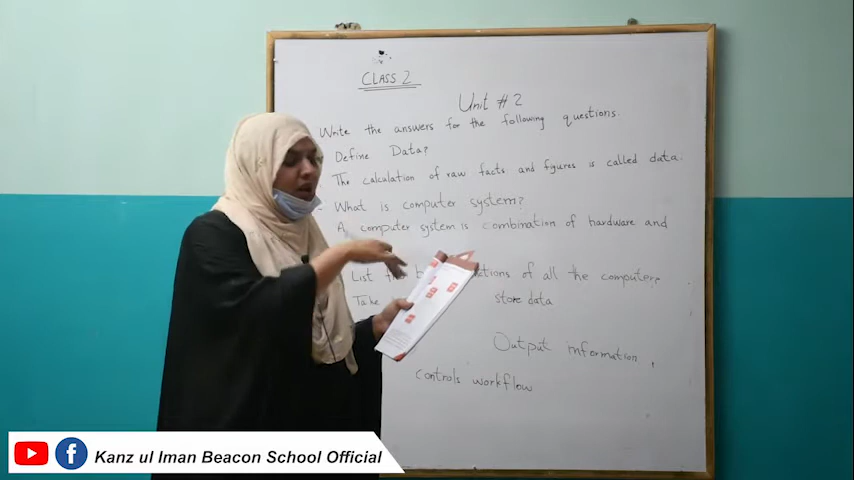 CLASS 2
Unit # 2
Write the answers for the following questions.
Define Data?
The calculation of raw facts and figures is called data.
What is computer system?
A computer system is combination of hardware and
List the b ctions of all the computer?
Take store data
Output information.
controls workflow
Kanz ul Iman Beacon School Official